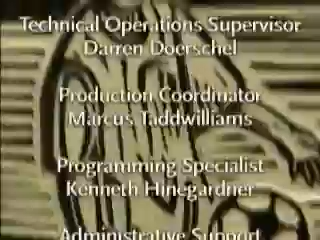 Technical Operations Supervisor
Darren Doerschel
Production Coordinator
Marcus Taddwilliams
Programming Specialist
Kenneth Hinegardner
Administrative Support